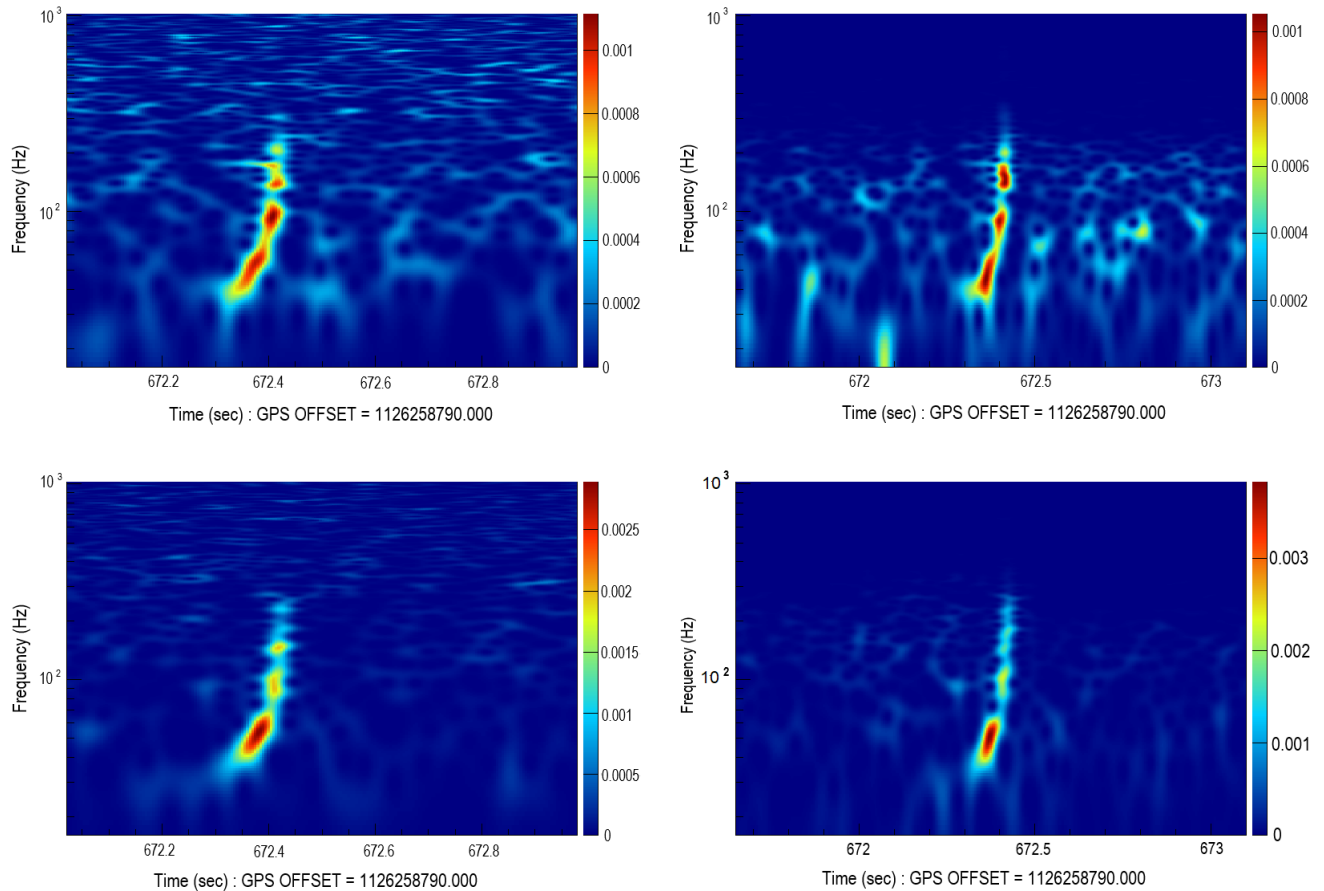 10³
10²
Frequency (Hz)
672.2 672.4 672.6 672.8
Time (sec) : GPS OFFSET = 1126258790.000
0.001
0.0008
0.0006
0.0004
0.0002
0
10³
10²
Frequency (Hz)
672 672.5 673
Time (sec) : GPS OFFSET = 1126258790.000
0.001
0.0008
0.0006
0.0004
0.0002
0
10³
10²
Frequency (Hz)
672.2 672.4 672.6 672.8
Time (sec) : GPS OFFSET = 1126258790.000
0.0025
0.002
0.0015
0.001
0.0005
0
10³
10²
Frequency (Hz)
672 672.5 673
Time (sec) : GPS OFFSET = 1126258790.000
0.003
0.002
0.001
0